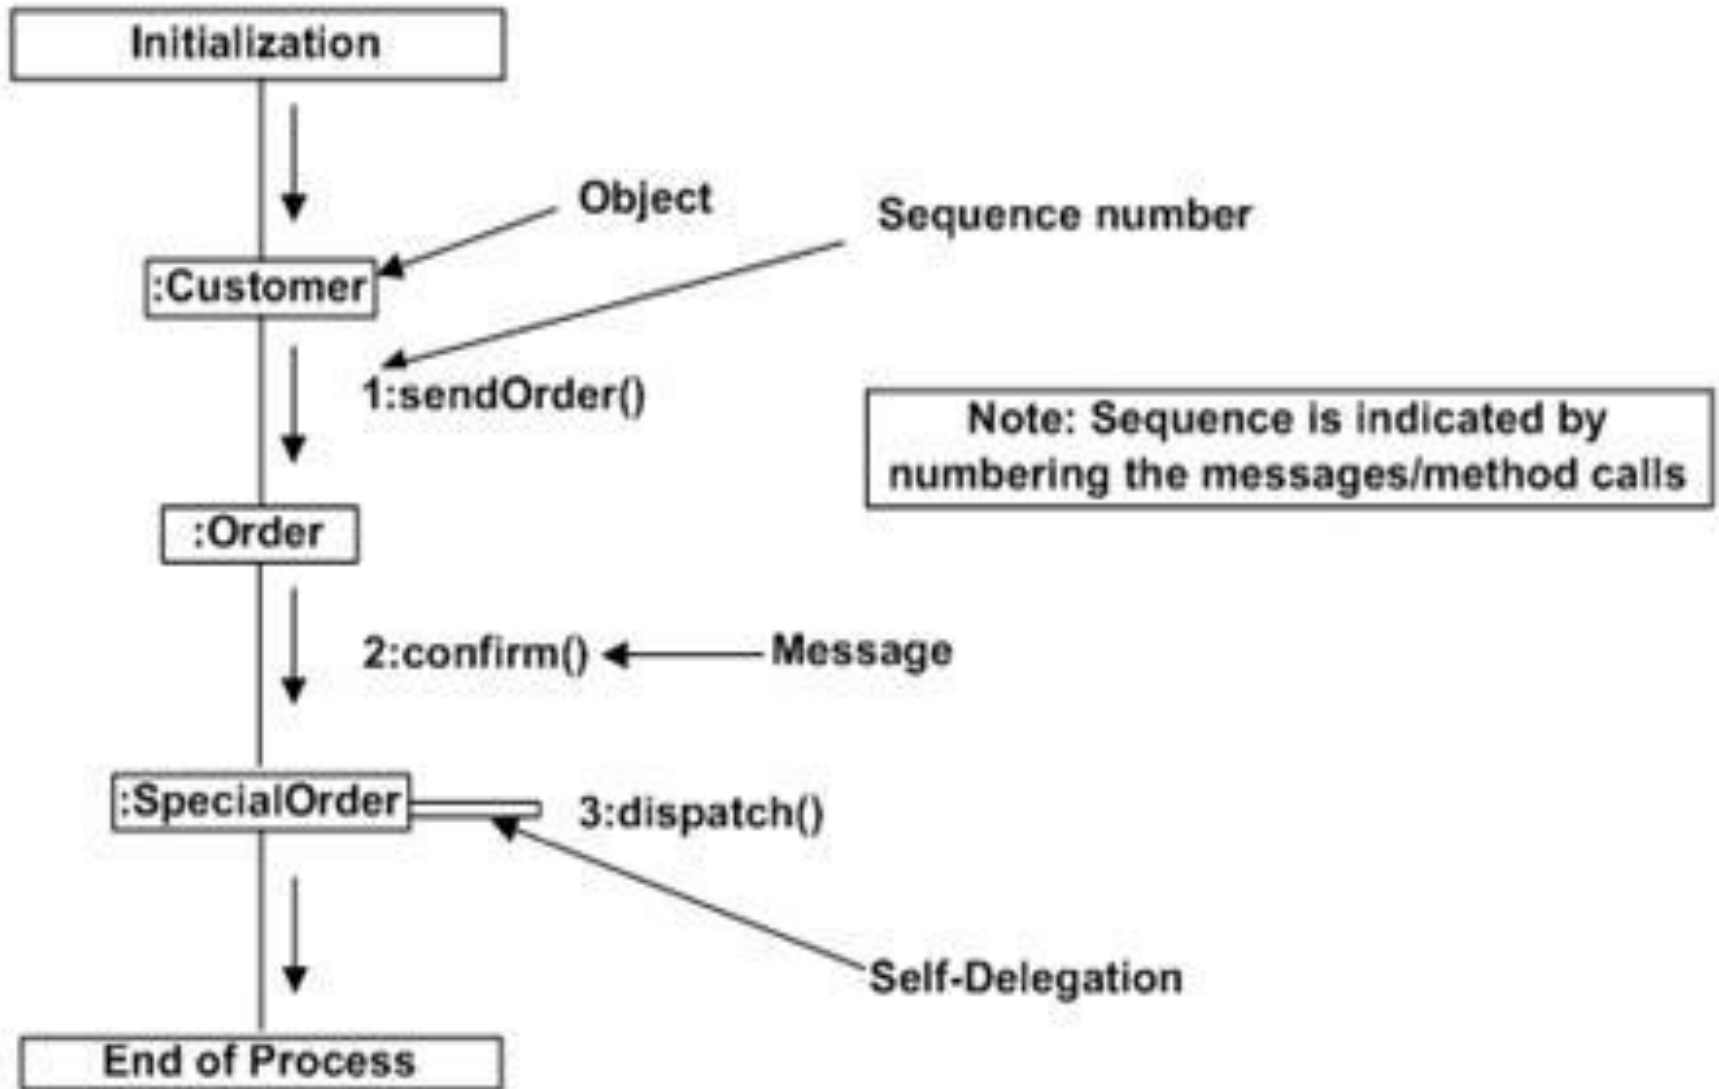 Initialization
Object
Sequence number
:Customer
1:sendOrder()
Note: Sequence is indicated by
numbering the messages/method calls
:Order
2:confirm()
Message
:SpecialOrder
3:dispatch()
Self-Delegation
End of Process